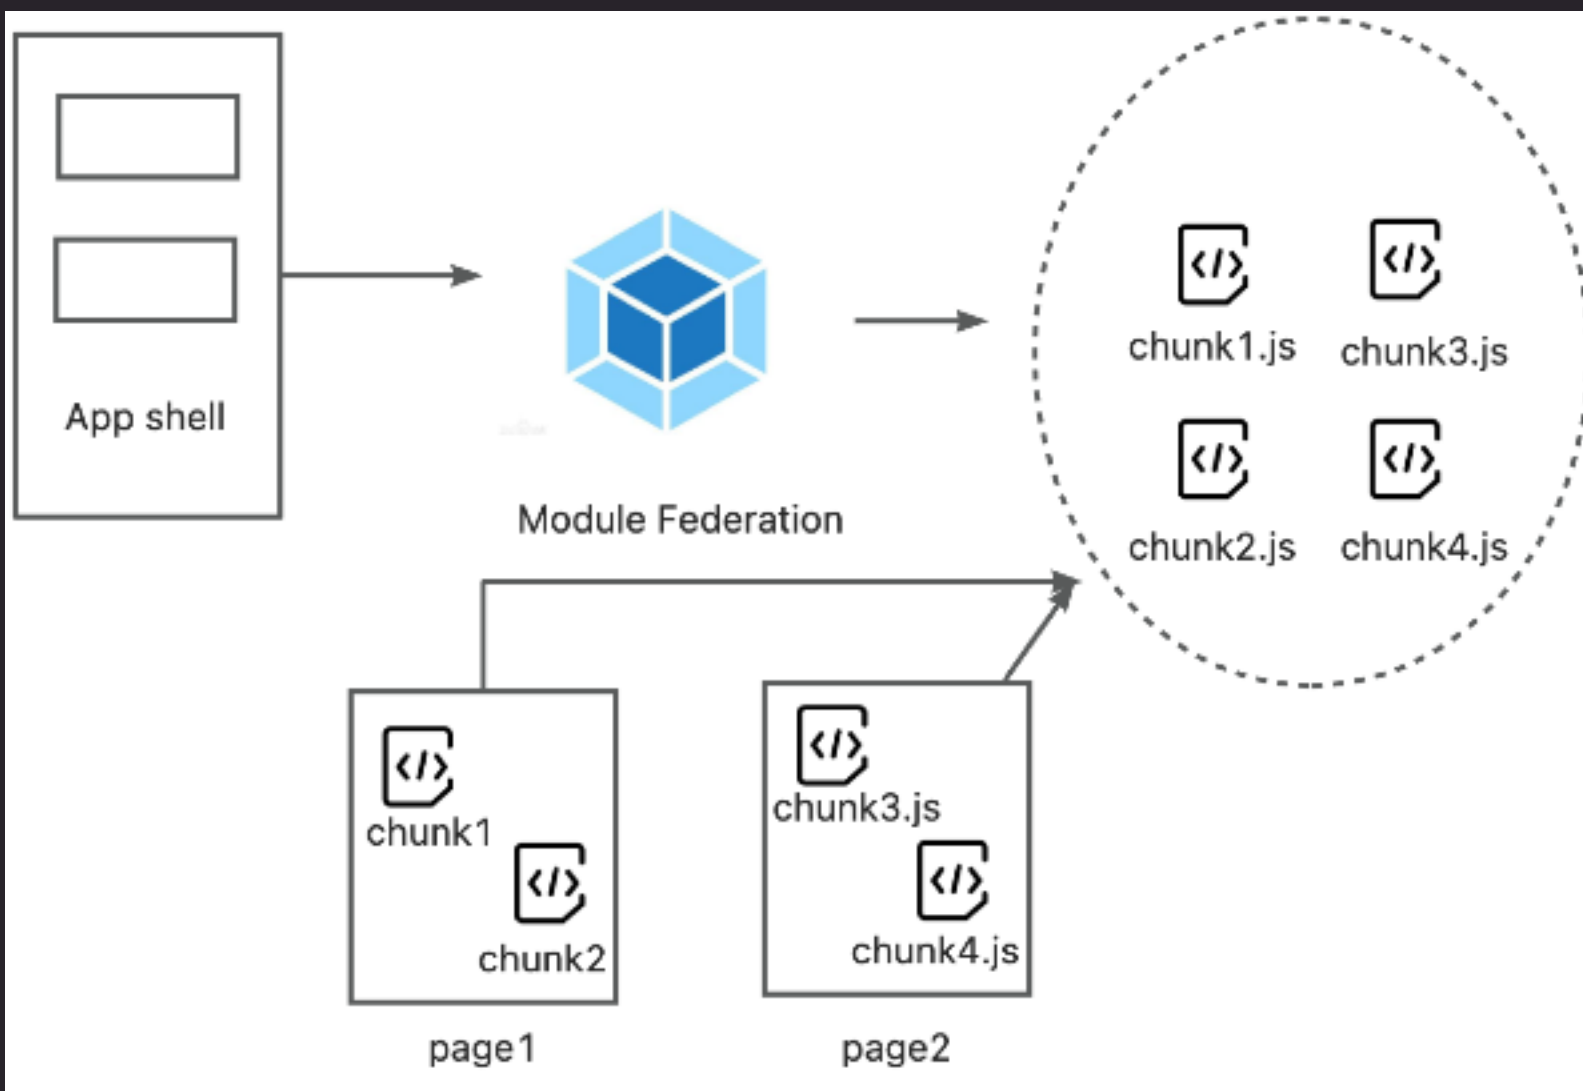 App shell
Module Federation
chunk1.js
chunk3.js
chunk2.js
chunk4.js
chunk1
chunk2
page1
chunk3.js
chunk4.js
page2